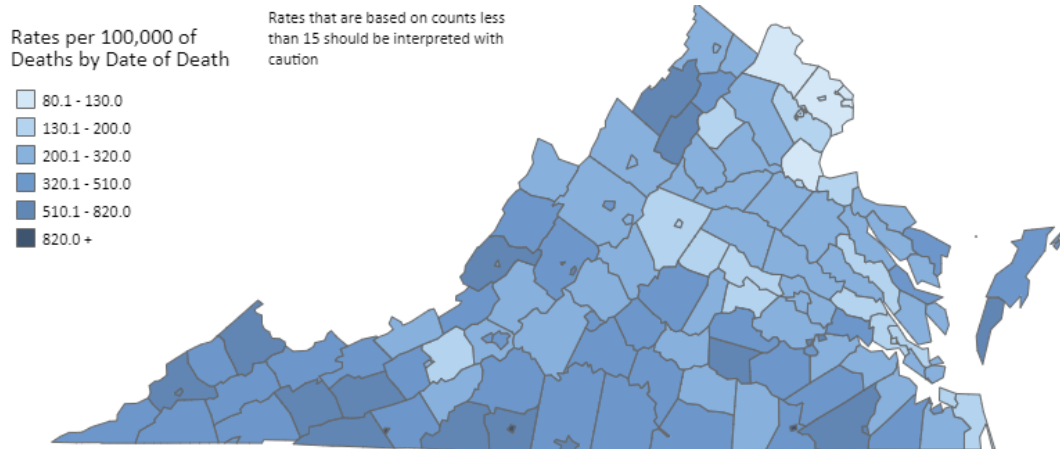 Rates per 100,000 of
Deaths by Date of Death
80.1 - 130.0
130.1 - 200.0
200.1 - 320.0
320.1 - 510.0
510.1 - 820.0
820.0 +
Rates that are based on counts less
than 15 should be interpreted with
caution